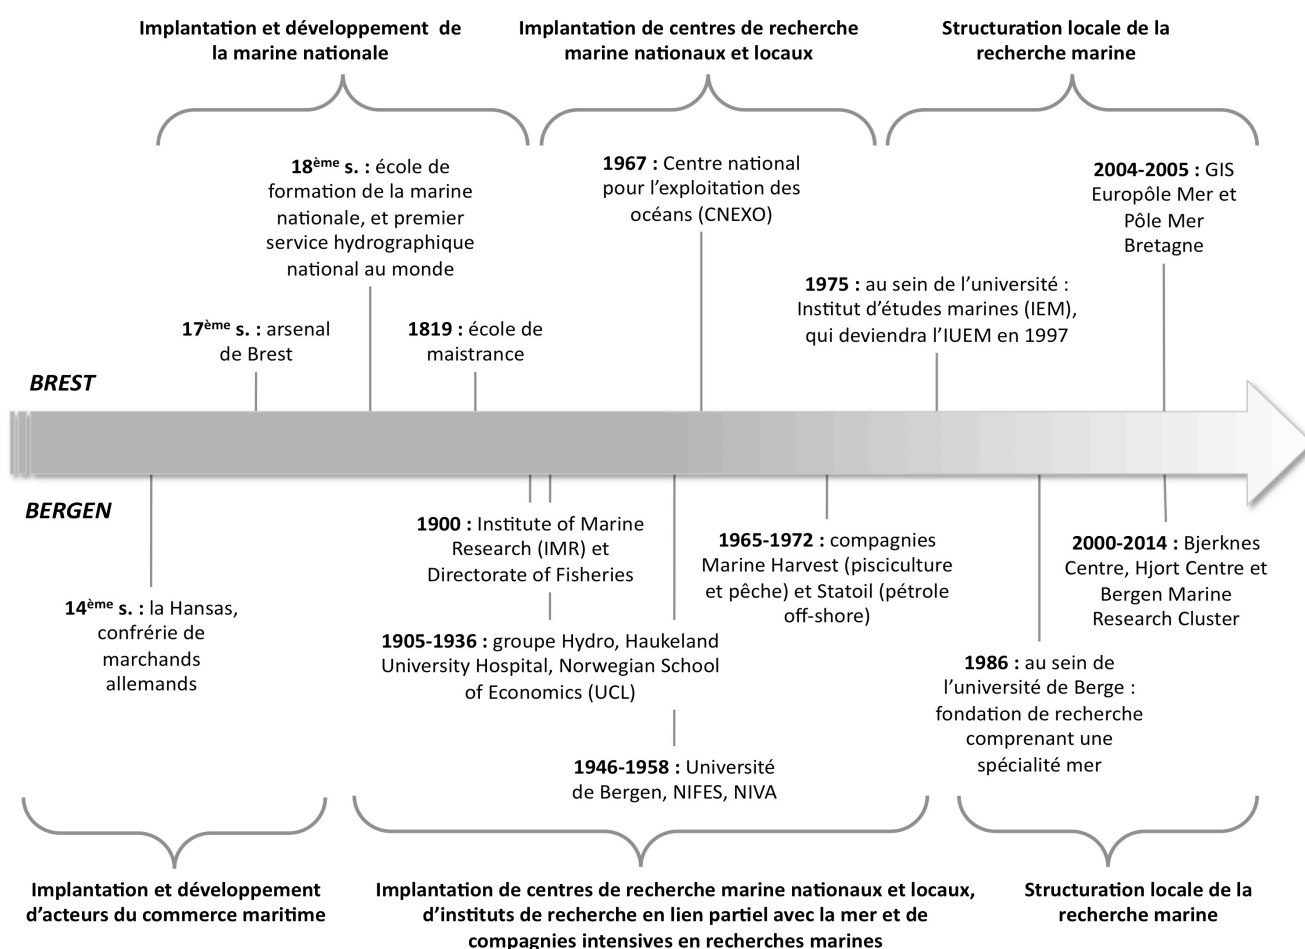 Implantation et développement de
la marine nationale
Implantation de centres de recherche
marine nationaux et locaux
Structuration locale de la
recherche marine
18ème s. : école de
formation de la marine
nationale, et premier
service hydrographique
national au monde
1967 : Centre national
pour l'exploitation des
océans (CNEXO)
2004-2005 : GIS
Europôle Mer et
Pôle Mer
Bretagne
1975 : au sein de l'université :
Institut d'études marines (IEM),
qui deviendra l'IUEM en 1997
17ème s. : arsenal
de Brest
1819 : école de
maistrance
BREST
BERGEN
1900 : Institute of Marine
Research (IMR) et
Directorate of Fisheries
1965-1972 : compagnies
Marine Harvest (pisciculture
et pêche) et Statoil (pétrole
off-shore)
2000-2014 : Bjerknes
Centre, Hjort Centre et
Bergen Marine
Research Cluster
14ème s. : la Hansas,
confrérie de
marchands
allemands
1905-1936 : groupe Hydro, Haukeland
University Hospital, Norwegian School
of Economics (UCL)
1986 : au sein de
l'université de Berge :
fondation de recherche
comprenant une
spécialité mer
1946-1958 : Université
de Bergen, NIFES, NIVA
Implantation et développement
d'acteurs du commerce maritime
Implantation de centres de recherche marine nationaux et locaux,
d'instituts de recherche en lien partiel avec la mer et de
compagnies intensives en recherches marines
Structuration locale de la
recherche marine